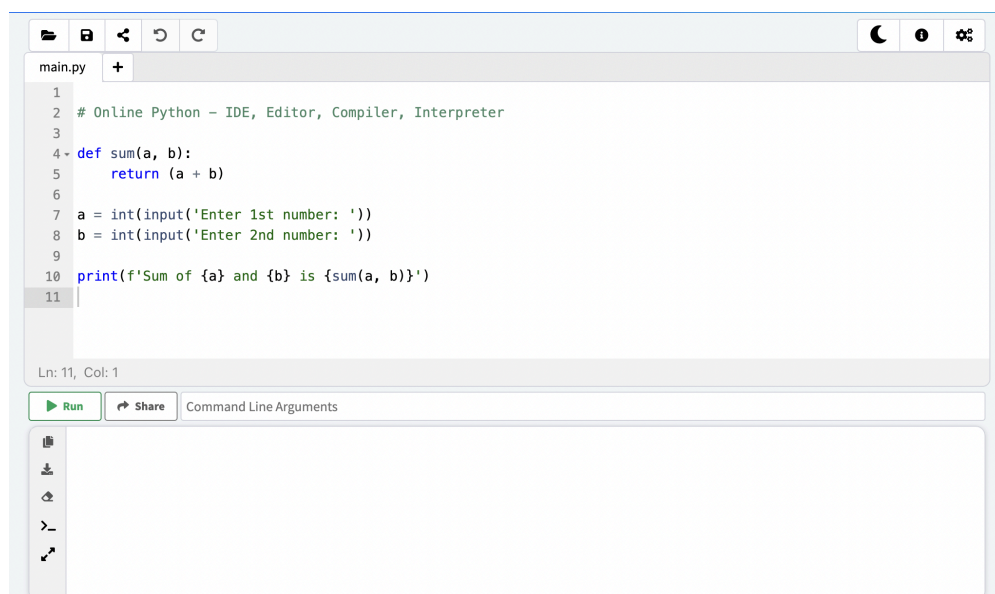 main.py +
1
2 # Online Python - IDE, Editor, Compiler, Interpreter
3
4 def sum(a, b):
5     return (a + b)
6
7 a = int(input('Enter 1st number: '))
8 b = int(input('Enter 2nd number: '))
9
10 print(f'Sum of {a} and {b} is {sum(a, b)}')
11
Ln: 11, Col: 1
Run Share Command Line Arguments